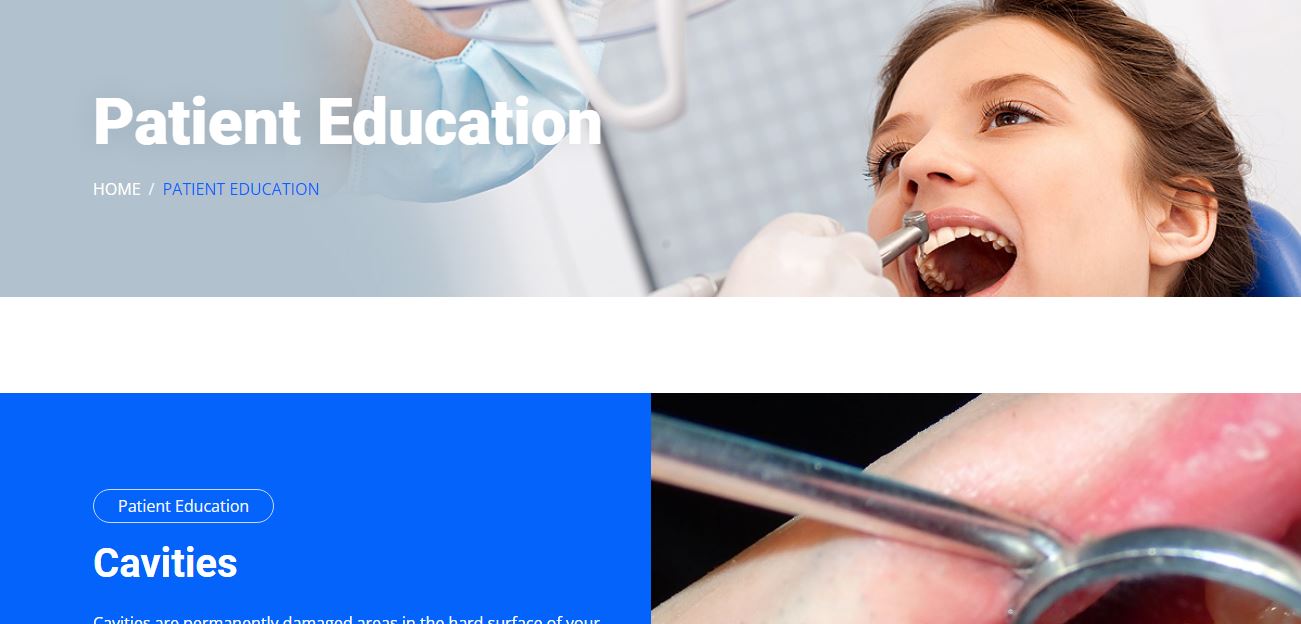 Patient Education
HOME / PATIENT EDUCATION
Patient Education
Cavities
Cavities are permanently damaged areas in the hard surface of your